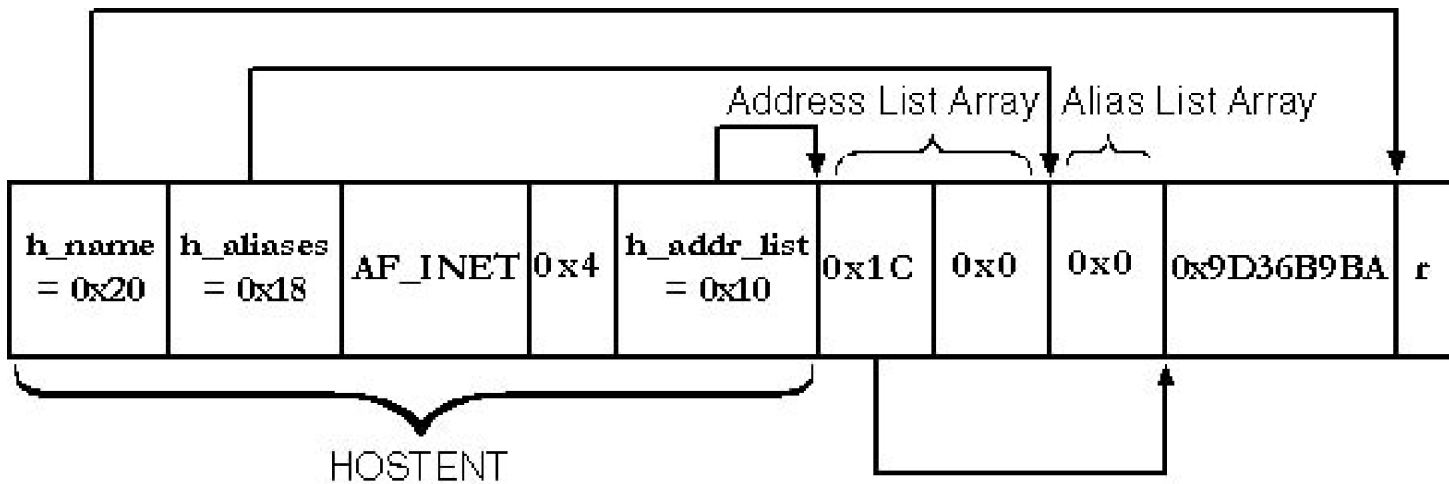 Address List Array
Alias List Array
h_name
= 0x20
h_aliases
= 0x18
AF_INET
0x4
h_addr_list
= 0x10
0x1C
0x0
0x0
0x9D36B9BA
r
HOSTENT